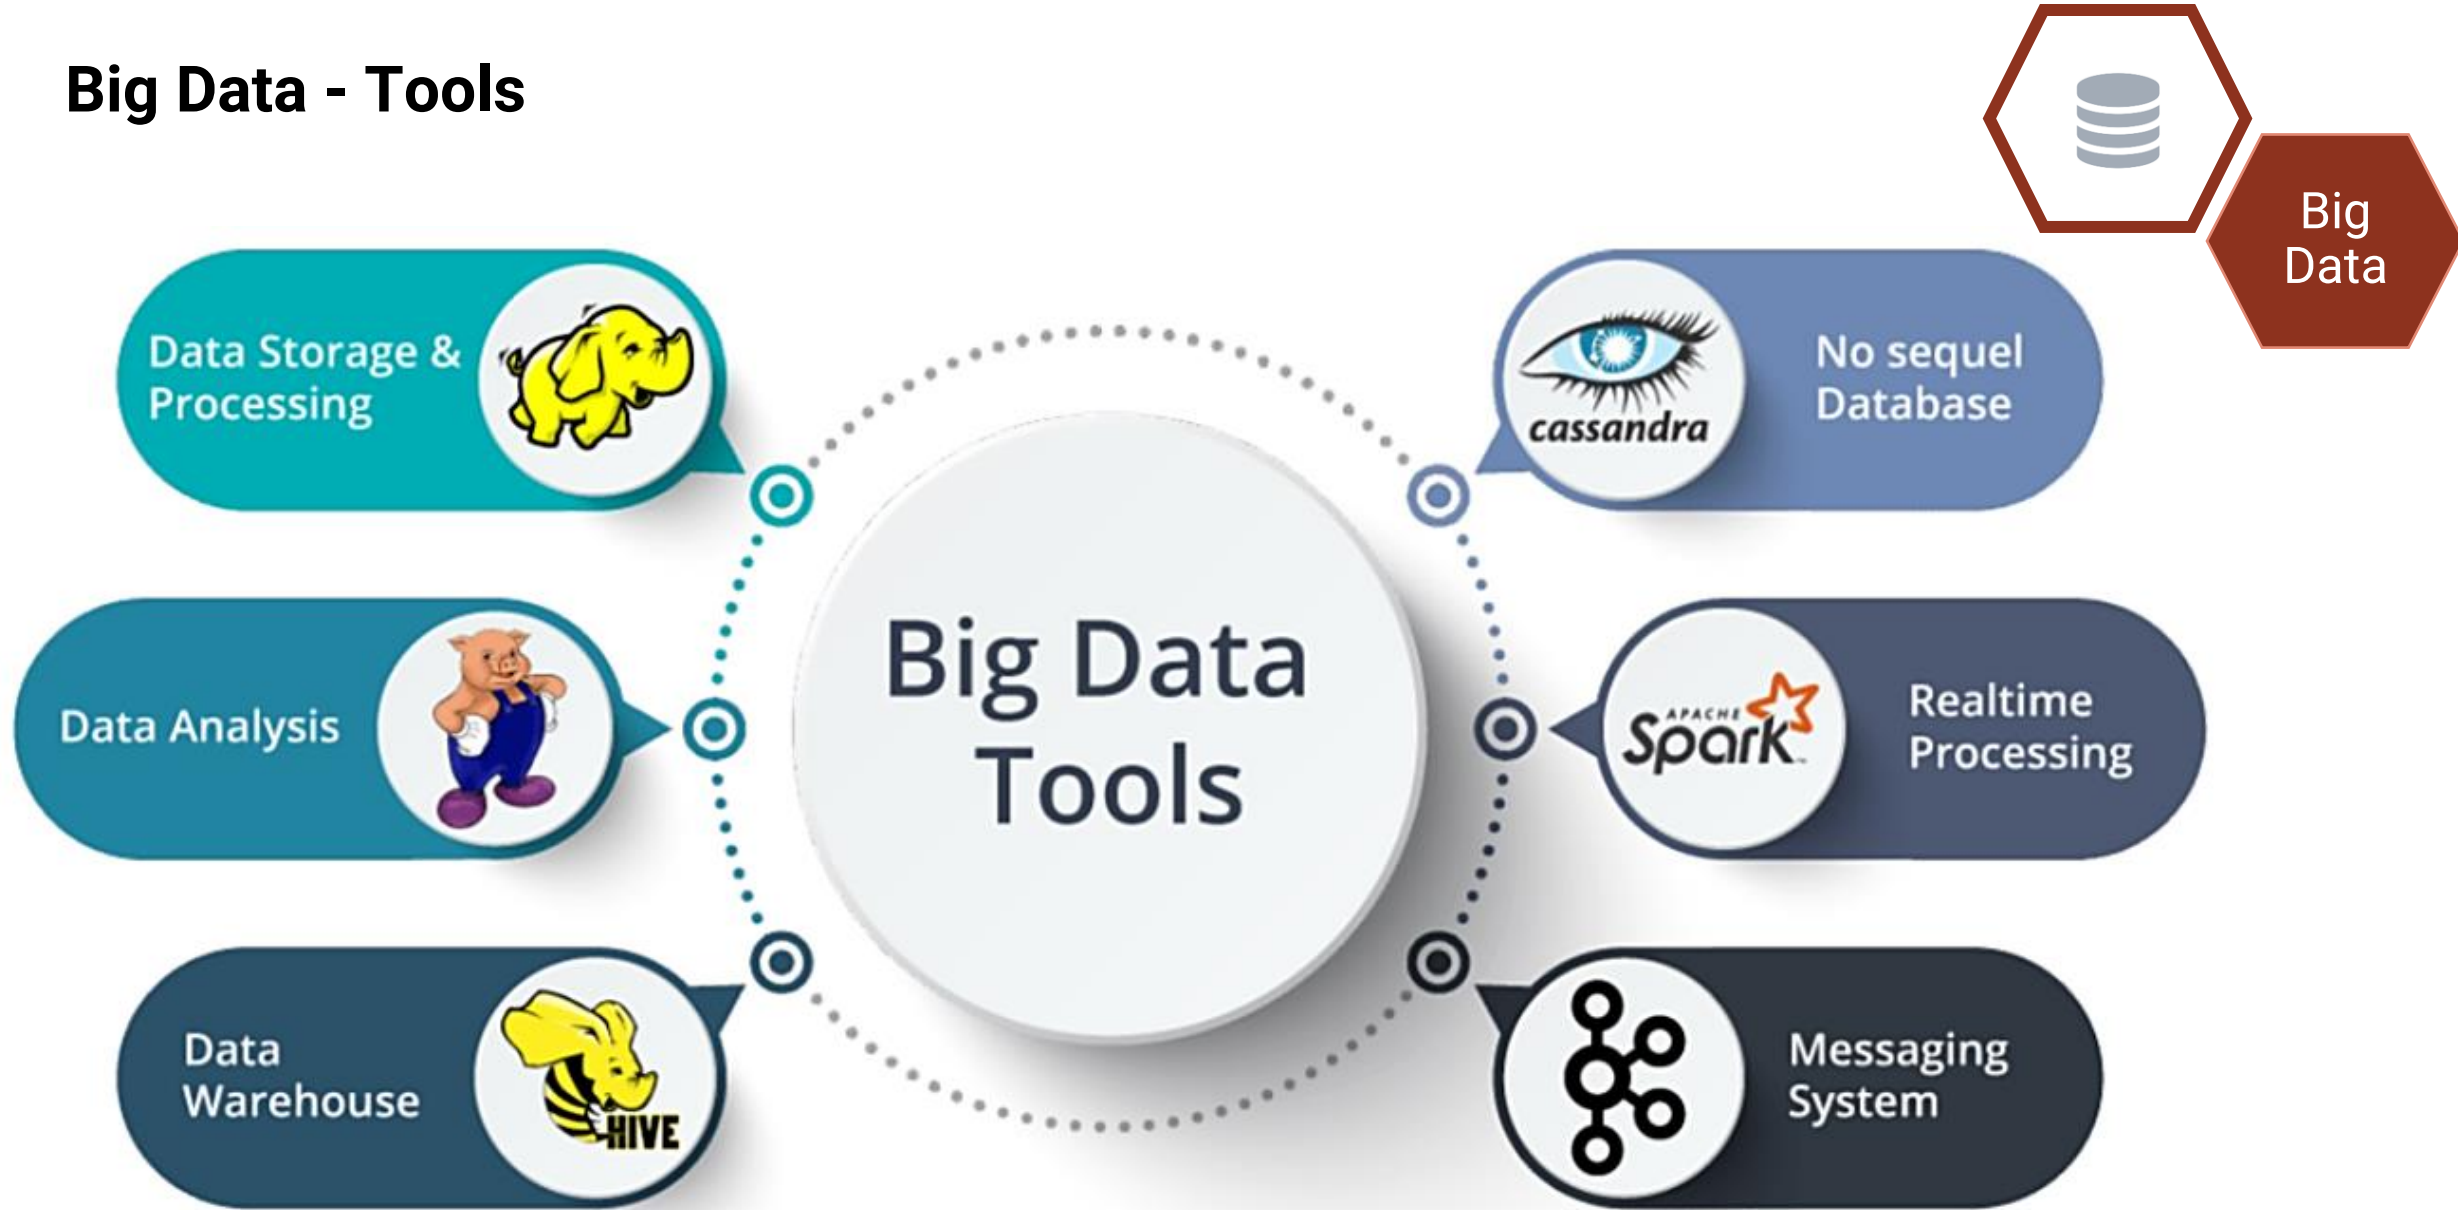 Big Data - Tools
Big
Data
Data Storage &
Processing
cassandra
No sequel
Database
Big Data
Tools
Data Analysis
APACHE
Spark™
Realtime
Processing
Data
Warehouse
HIVE
Messaging
System